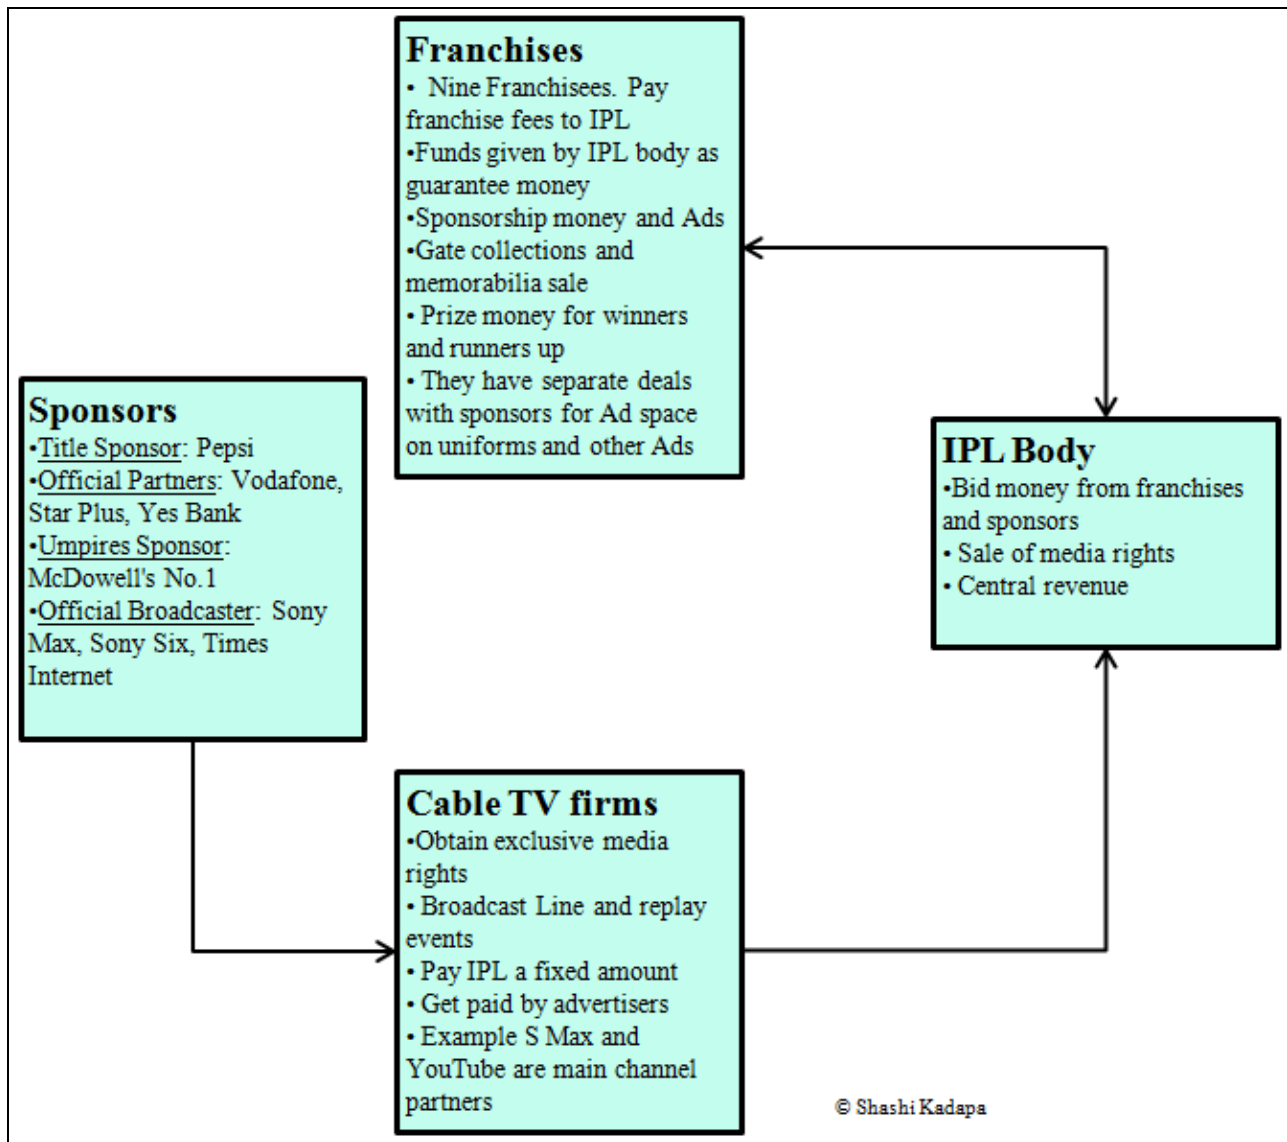 Franchises
• Nine Franchisees. Pay
franchise fees to IPL
•Funds given by IPL body as
guarantee money
•Sponsorship money and Ads
•Gate collections and
memorabilia sale
• Prize money for winners
and runners up
• They have separate deals
with sponsors for Ad space
on uniforms and other Ads
Sponsors
•Title Sponsor: Pepsi
•Official Partners: Vodafone,
Star Plus, Yes Bank
•Umpires Sponsor:
McDowell's No.1
•Official Broadcaster: Sony
Max, Sony Six, Times
Internet
IPL Body
•Bid money from franchises
and sponsors
• Sale of media rights
• Central revenue
Cable TV firms
•Obtain exclusive media
rights
• Broadcast Line and replay
events
• Pay IPL a fixed amount
• Get paid by advertisers
• Example S Max and
YouTube are main channel
partners
© Shashi Kadapa